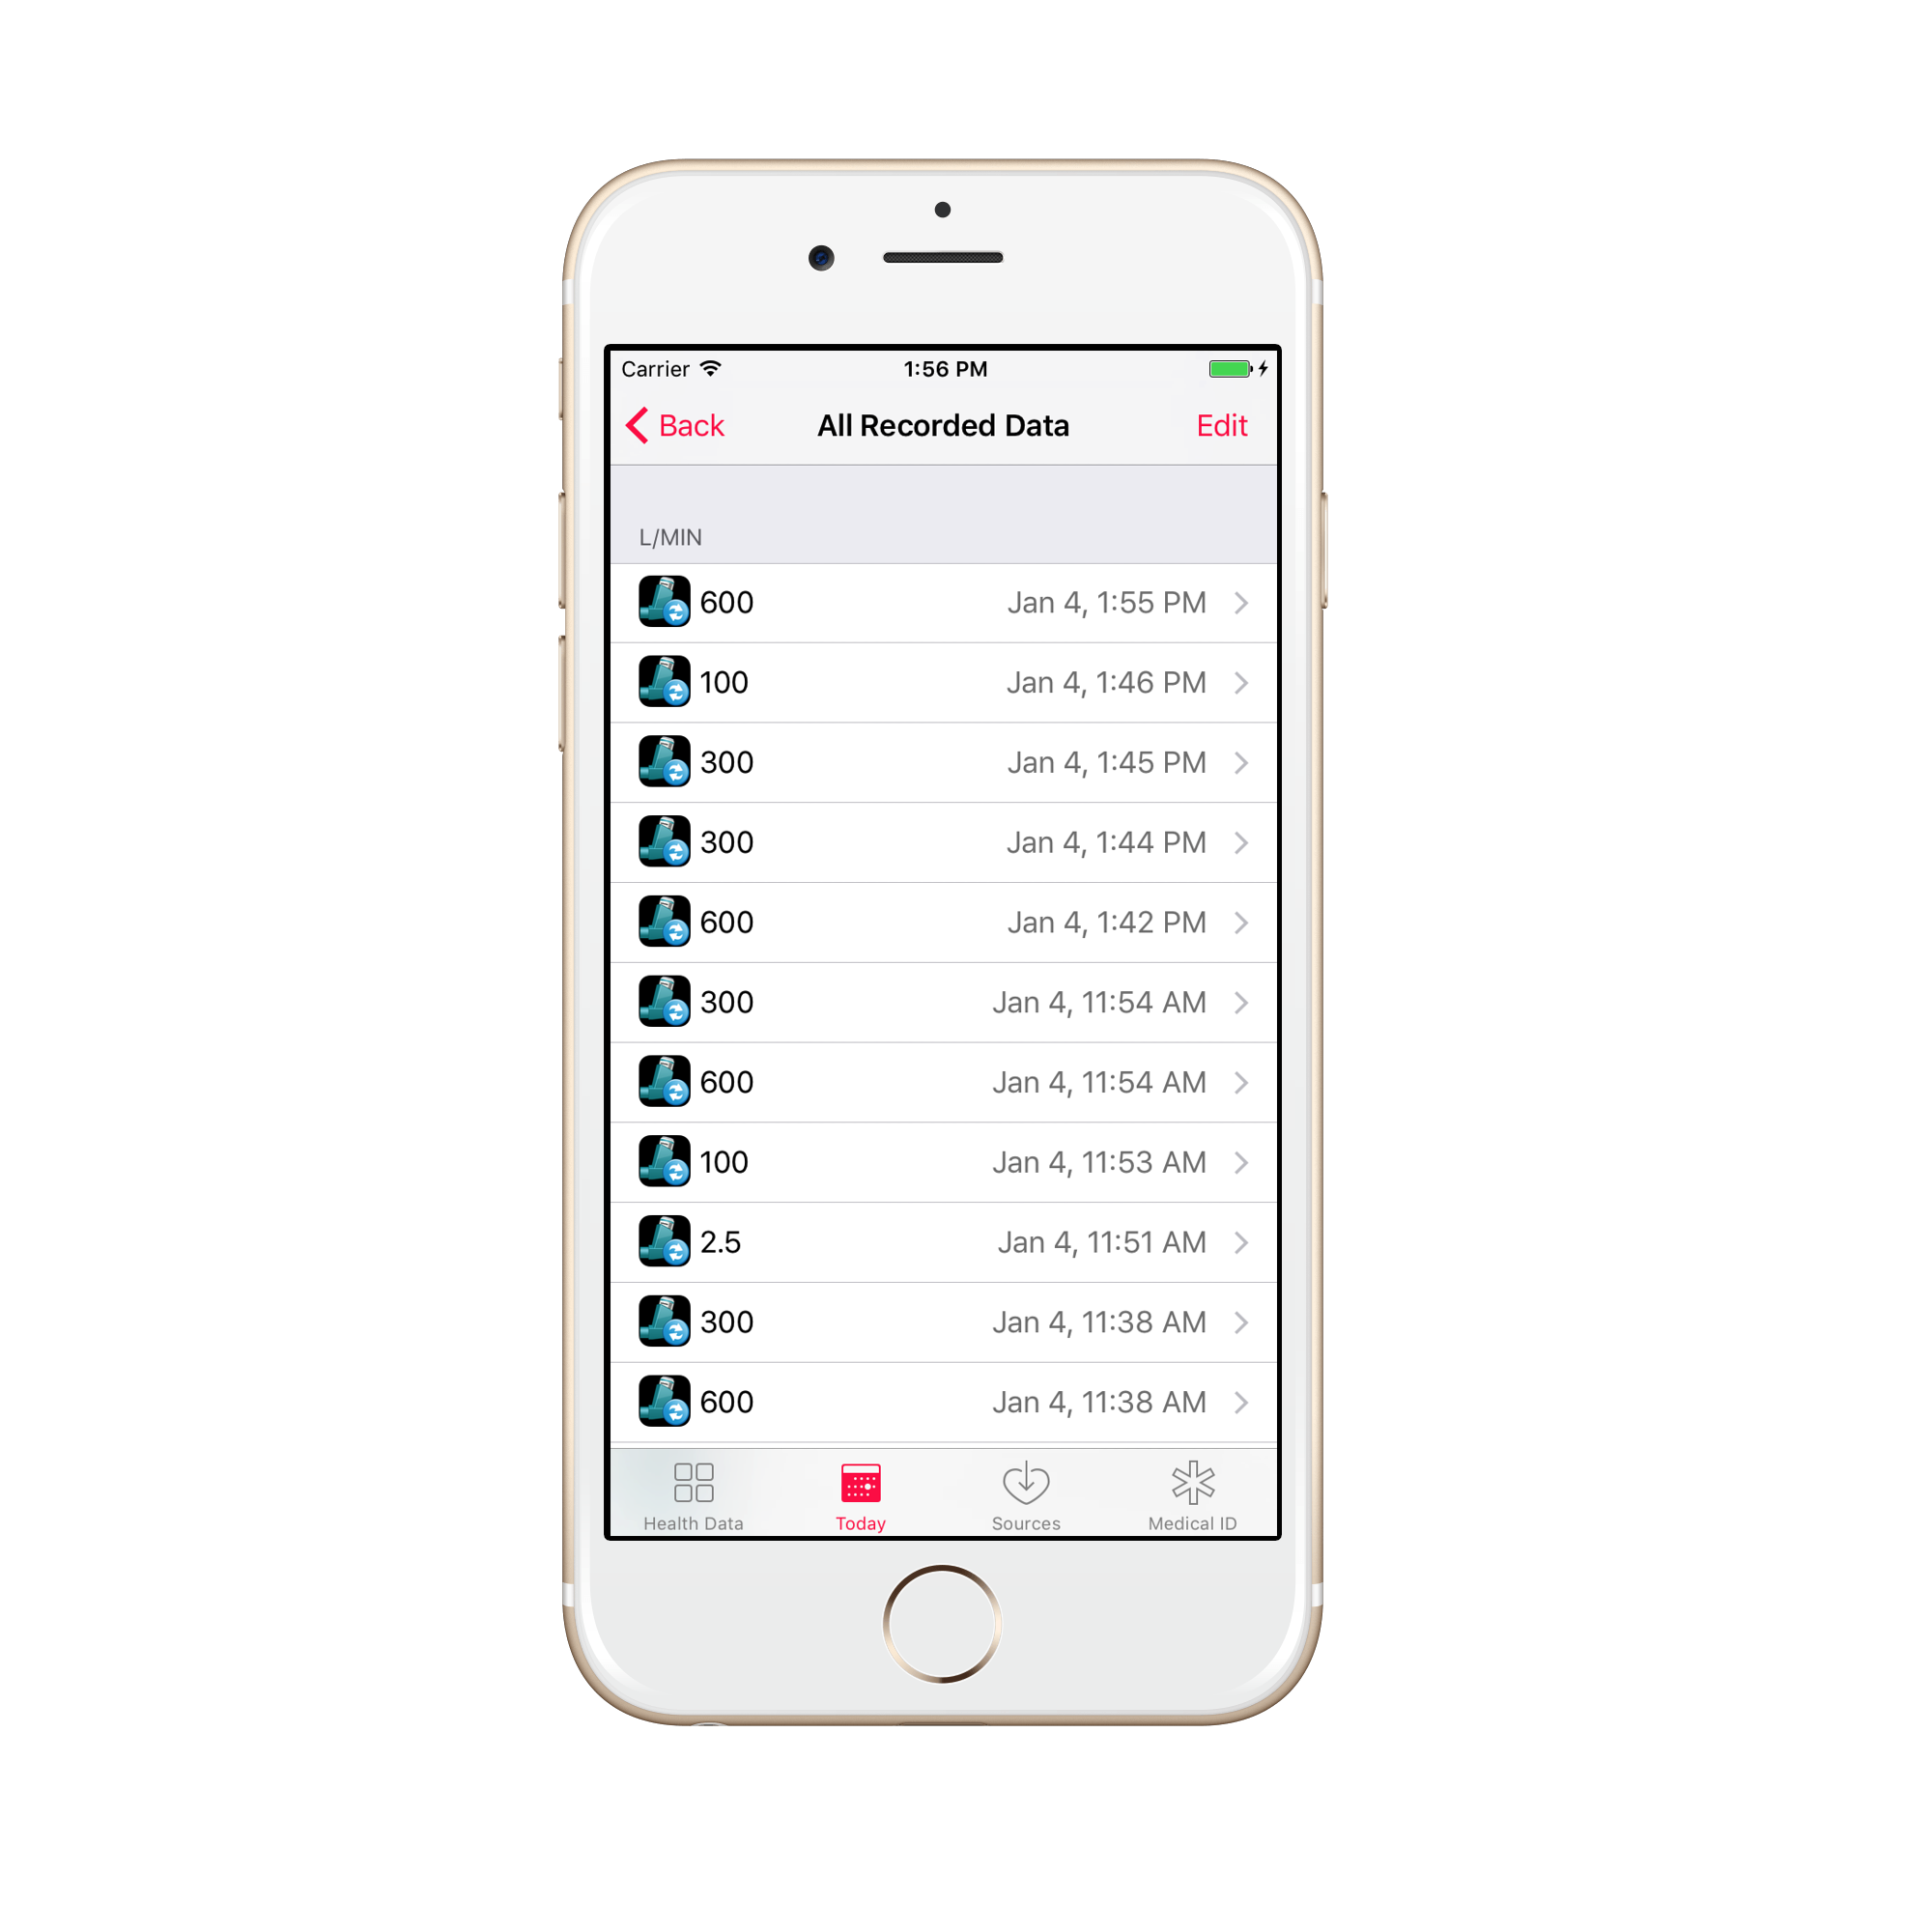 Carrier 1:56 PM
Back All Recorded Data Edit
L/MIN
600 Jan 4, 1:55 PM
100 Jan 4, 1:46 PM
300 Jan 4, 1:45 PM
300 Jan 4, 1:44 PM
600 Jan 4, 1:42 PM
300 Jan 4, 11:54 AM
600 Jan 4, 11:54 AM
100 Jan 4, 11:53 AM
2.5 Jan 4, 11:51 AM
300 Jan 4, 11:38 AM
600 Jan 4, 11:38 AM
Health Data Today Sources Medical ID